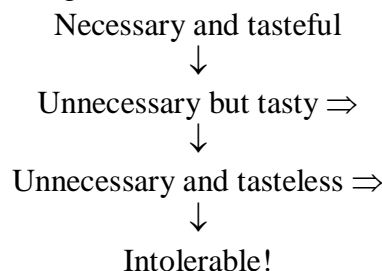 Necessary and tasteful
↓
Unnecessary but tasty ⇒
↓
Unnecessary and tasteless ⇒
↓
Intolerable!